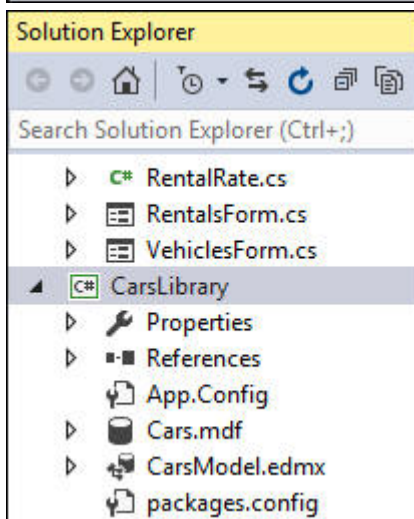 Solution Explorer
Search Solution Explorer (Ctrl+;)
C# RentalRate.cs
RentalsForm.cs
VehiclesForm.cs
C# CarsLibrary
Properties
References
App.Config
Cars.mdf
CarsModel.edmx
packages.config